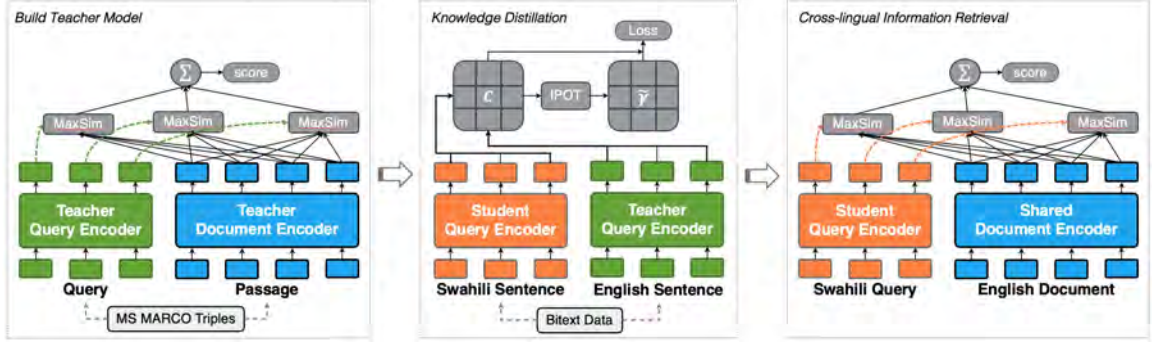 Build Teacher Model
Σ
score
MaxSim
MaxSim
MaxSim
Teacher
Query Encoder
Teacher
Document Encoder
Query
Passage
MS MARCO Triples
Knowledge Distillation
Loss
C
IPOT
γ̃
Student
Query Encoder
Teacher
Query Encoder
Swahili Sentence
English Sentence
Bitext Data
Cross-lingual Information Retrieval
Σ
score
MaxSim
MaxSim
MaxSim
Student
Query Encoder
Shared
Document Encoder
Swahili Query
English Document